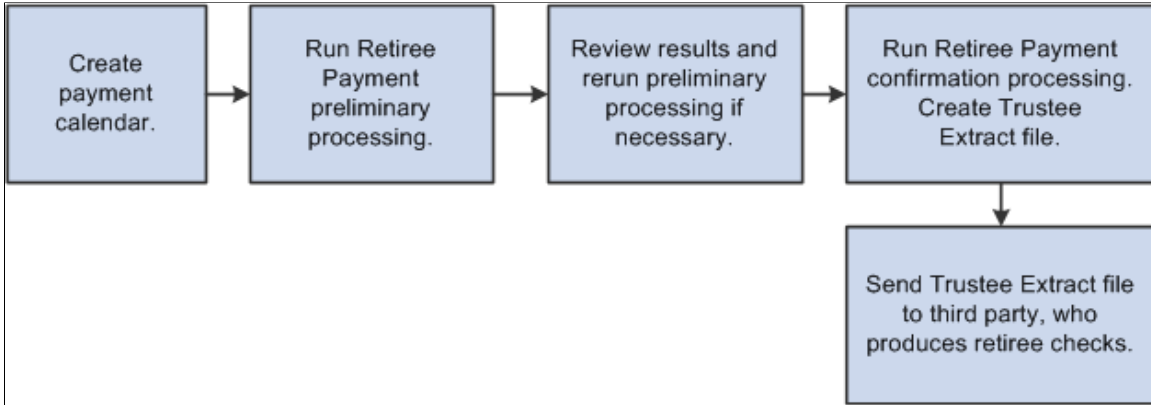 Create
payment
calendar.
Run Retiree
Payment
preliminary
processing.
Review results and
rerun preliminary
processing if
necessary.
Run Retiree Payment
confirmation processing.
Create Trustee
Extract file.
Send Trustee Extract file
to third party, who
produces retiree checks.